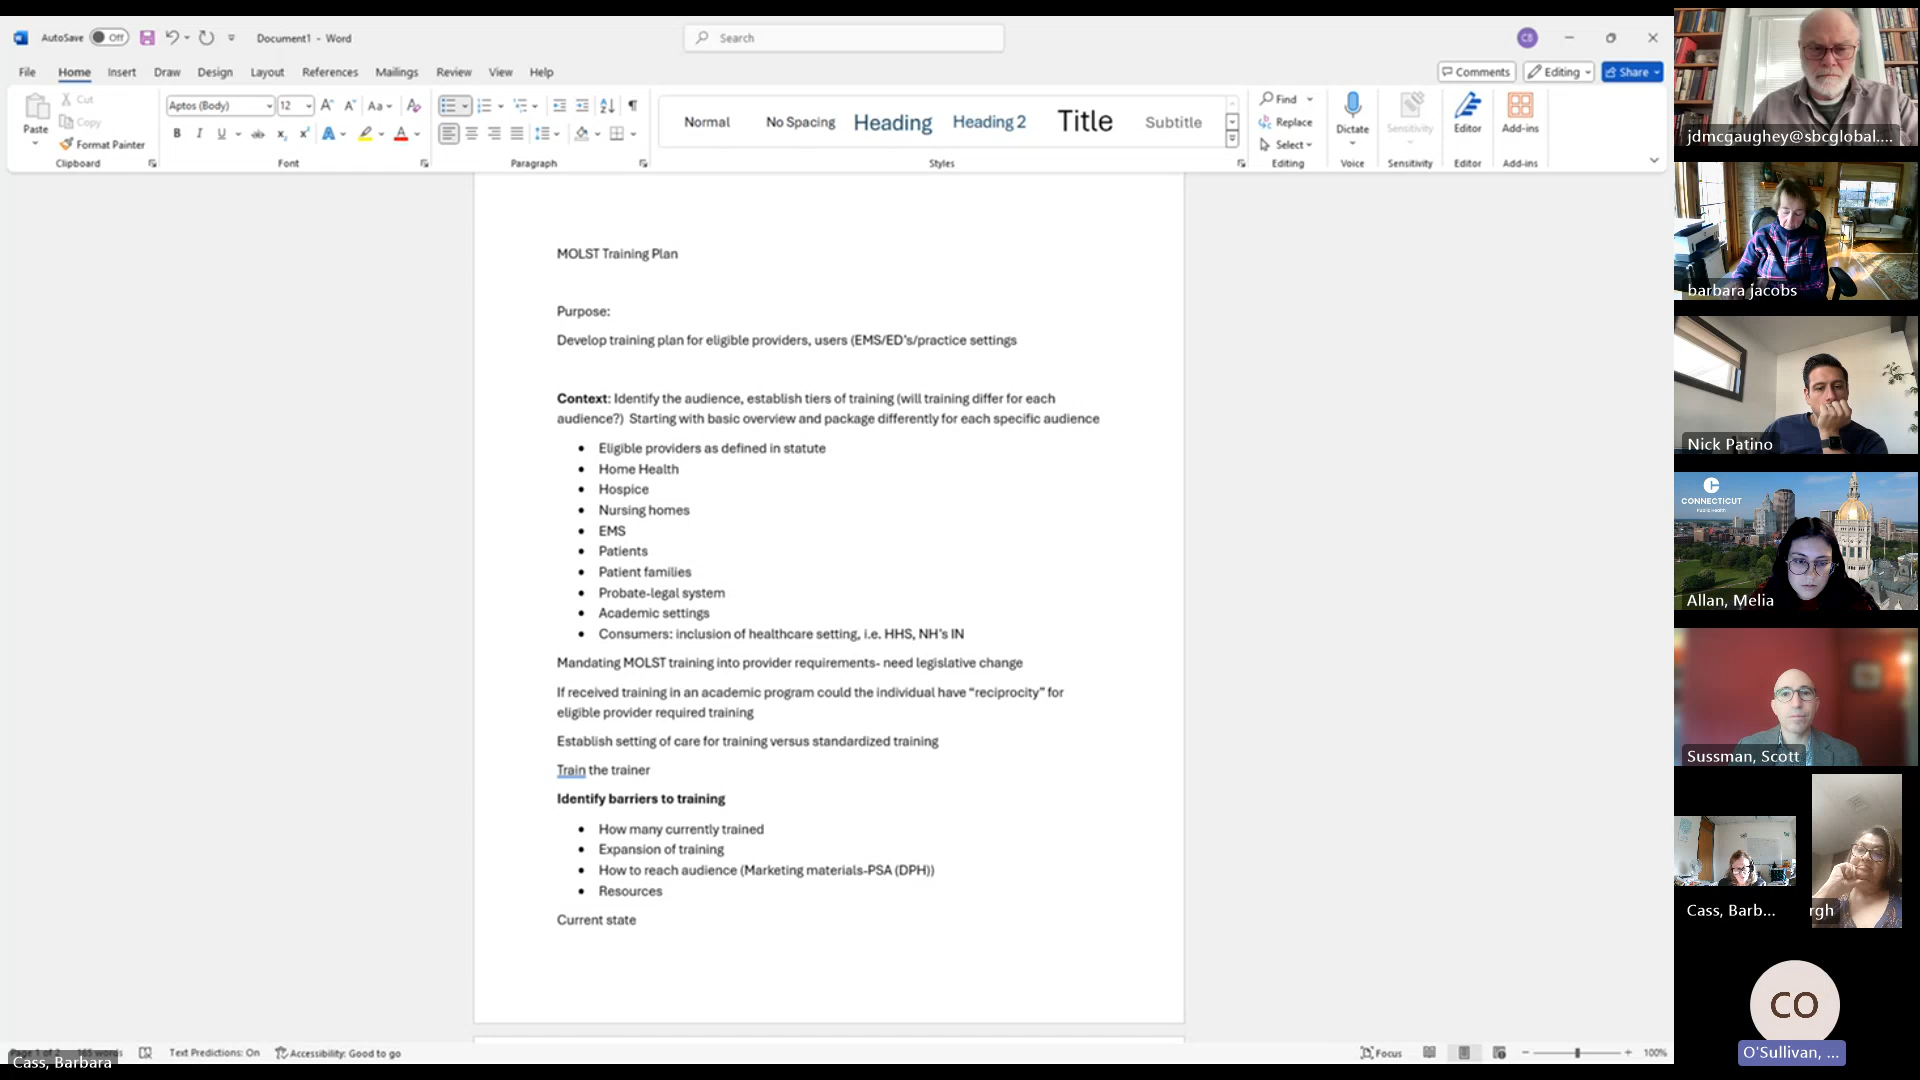 AutoSave Off Document1 - Word Search CB
File Home Insert Draw Design Layout References Mailings Review View Help Comments Editing Share
Paste Cut Copy Format Painter Clipboard
Aptos (Body) 12 Font
Paragraph
Normal No Spacing Heading Heading 2 Title Subtitle Styles
Find Replace Select Editing
Dictate Voice
Sensitivity Sensitivity
Editor Editor
Add-ins Add-ins
MOLST Training Plan
Purpose:
Develop training plan for eligible providers, users (EMS/ED's/practice settings
Context: Identify the audience, establish tiers of training (will training differ for each
audience?) Starting with basic overview and package differently for each specific audience
• Eligible providers as defined in statute
• Home Health
• Hospice
• Nursing homes
• EMS
• Patients
• Patient families
• Probate-legal system
• Academic settings
• Consumers: inclusion of healthcare setting, i.e. HHS, NH's IN
Mandating MOLST training into provider requirements- need legislative change
If received training in an academic program could the individual have “reciprocity” for
eligible provider required training
Establish setting of care for training versus standardized training
Train the trainer
Identify barriers to training
• How many currently trained
• Expansion of training
• How to reach audience (Marketing materials-PSA (DPH))
• Resources
Current state
Page 1 of 2 165 words Text Predictions: On Accessibility: Good to go Focus 100%
Cass, Barbara
jdmcgaughey@sbcglobal....
barbara jacobs
Nick Patino
CONNECTICUT
Public Health
Allan, Melia
Sussman, Scott
Cass, Barb...
rgh
CO
O'Sullivan, ...